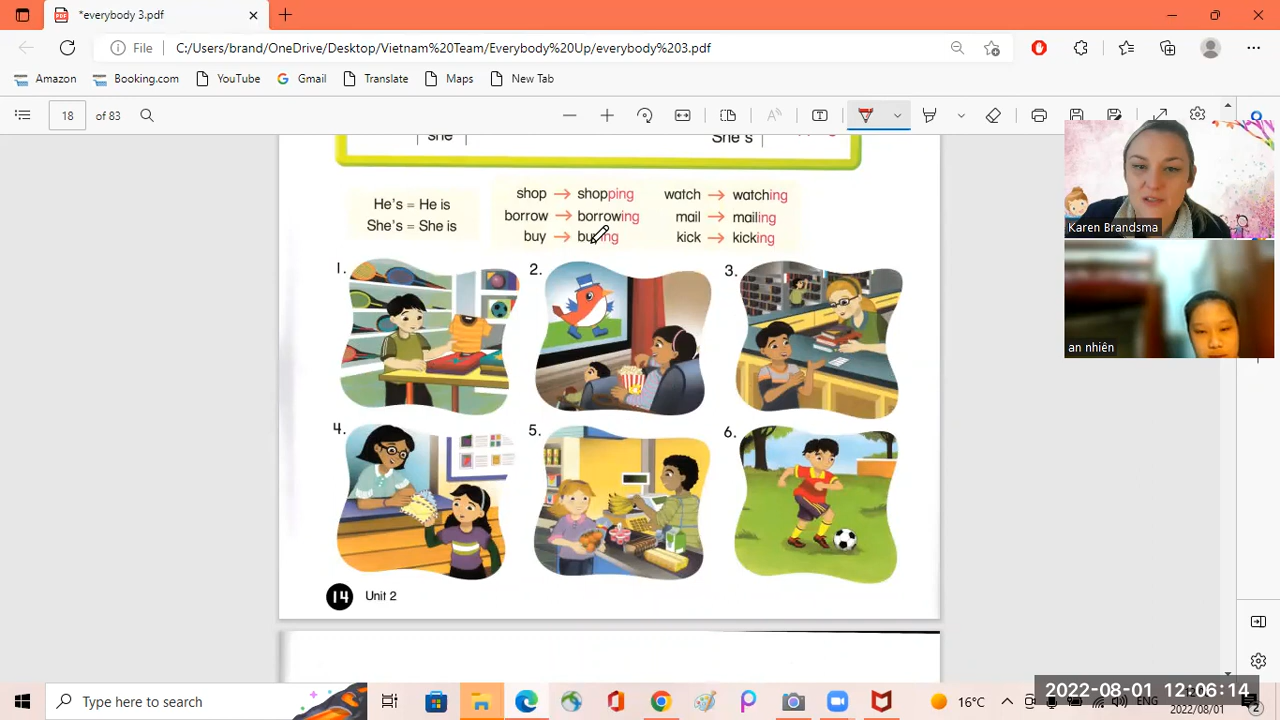 *everybody 3.pdf
File C:/Users/brand/OneDrive/Desktop/Vietnam%20Team/Everybody%20Up/everybody%203.pdf
Amazon Booking.com YouTube Gmail Translate Maps New Tab
18 of 83
she She's
He's = He is
She's = She is
shop → shopping watch → watching
borrow → borrowing mail → mailing
buy → buying kick → kicking
1. 2. 3.
4. 5. 6.
14 Unit 2
Karen Brandsma
an nhiên
Type here to search
16°C ENG
2022-08-01 12:06:14
2022/08/01